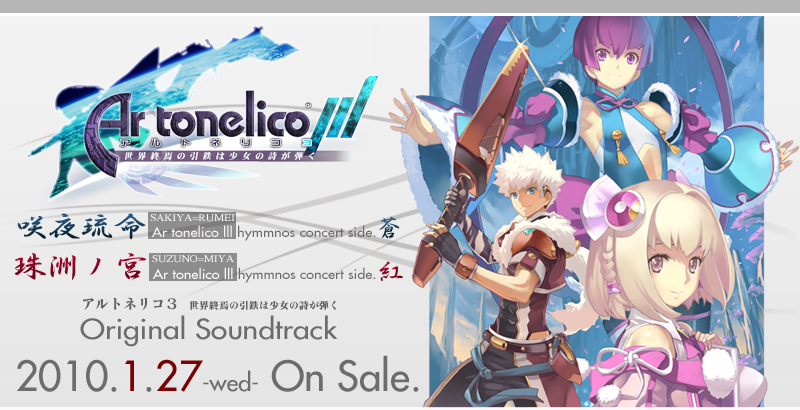 Ar tonelico® III
アルトネリコ3
世界終焉の引鉄は少女の詩が弾く
咲夜琉命 SAKIYA=RUMEI Ar tonelico III hymmnos concert side. 蒼
珠洲ノ宮 SUZUNO=MIYA Ar tonelico III hymmnos concert side. 紅
アルトネリコ3 世界終焉の引鉄は少女の詩が弾く
Original Soundtrack
2010.1.27 -wed- On Sale.